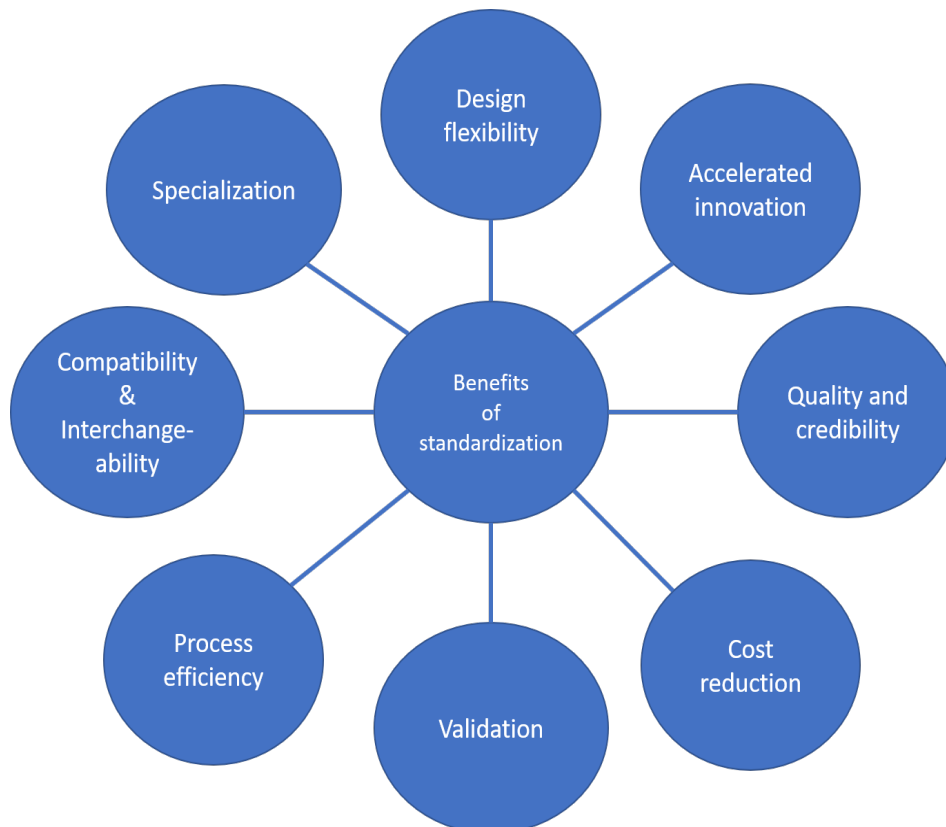 Design
flexibility
Accelerated
innovation
Specialization
Compatibility
&
Interchange-
ability
Benefits
of
standardization
Quality and
credibility
Process
efficiency
Validation
Cost
reduction